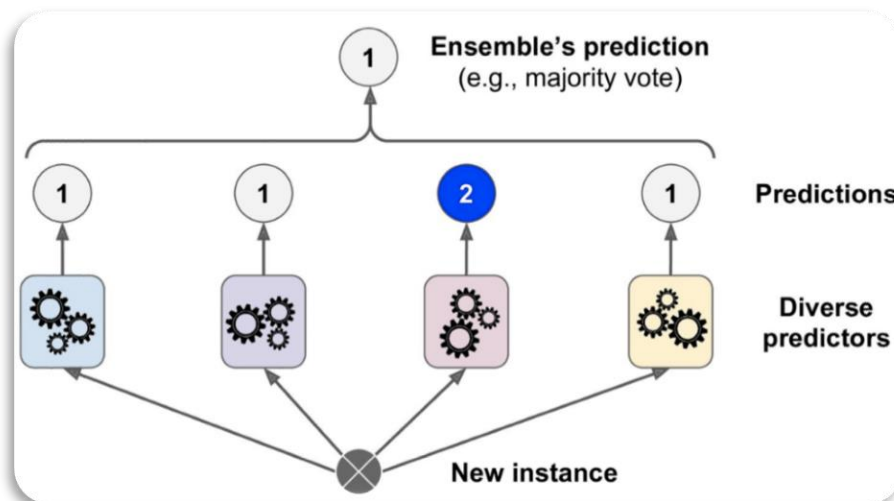 1
Ensemble’s prediction
(e.g., majority vote)
1
1
2
1
Predictions
Diverse
predictors
New instance